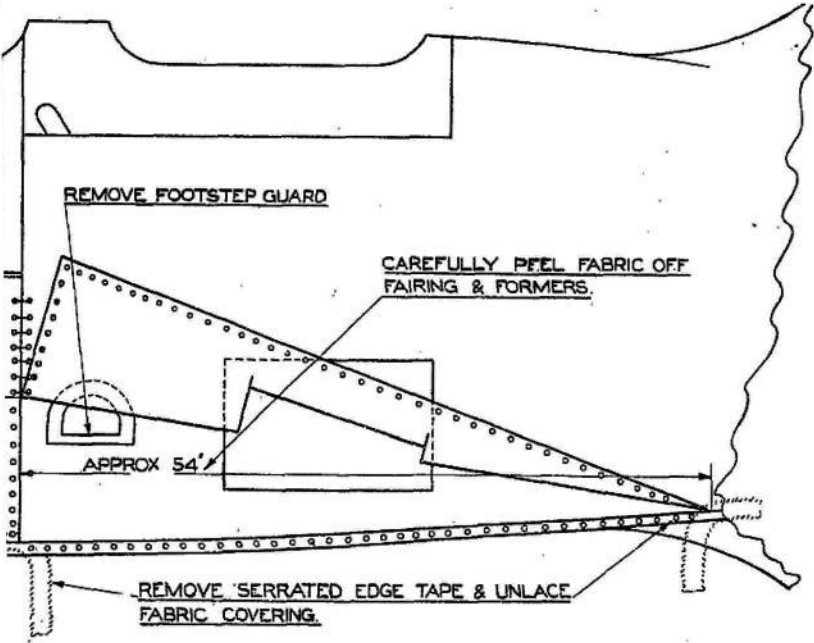 REMOVE FOOTSTEP GUARD
CAREFULLY PEEL FABRIC OFF
FAIRING & FORMERS.
APPROX 54"
REMOVE SERRATED EDGE TAPE & UNLACE
FABRIC COVERING.